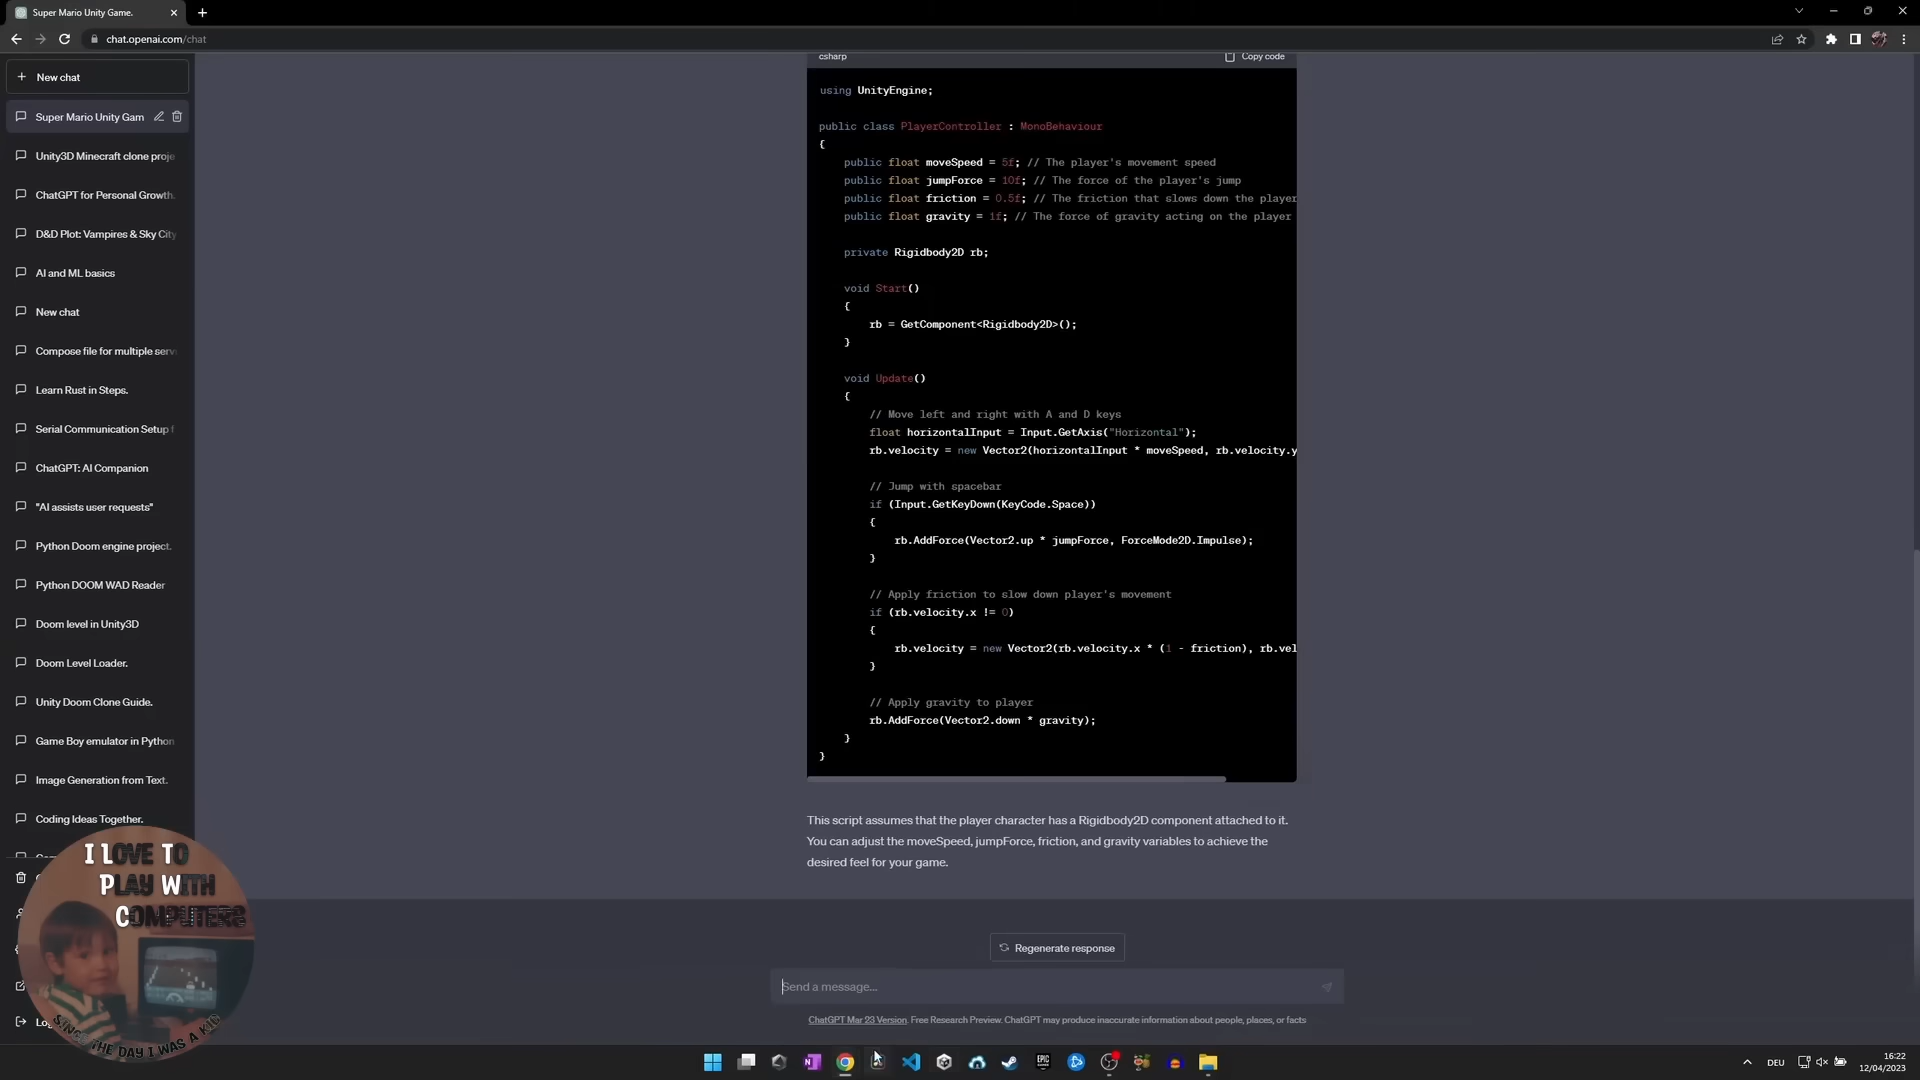 Super Mario Unity Game.
chat.openai.com/chat
New chat
Super Mario Unity Gam
Unity3D Minecraft clone proje
ChatGPT for Personal Growth.
D&D Plot: Vampires & Sky City
AI and ML basics
New chat
Compose file for multiple serv
Learn Rust in Steps.
Serial Communication Setup f
ChatGPT: AI Companion
"AI assists user requests"
Python Doom engine project.
Python DOOM WAD Reader
Doom level in Unity3D
Doom Level Loader.
Unity Doom Clone Guide.
Game Boy emulator in Python
Image Generation from Text.
Coding Ideas Together.
I LOVE TO
PLAY WITH
COMPUTERS
SINCE THE DAY I WAS A KID
csharp
Copy code
using UnityEngine;
public class PlayerController : MonoBehaviour
{
public float moveSpeed = 5f; // The player's movement speed
public float jumpForce = 10f; // The force of the player's jump
public float friction = 0.5f; // The friction that slows down the player
public float gravity = 1f; // The force of gravity acting on the player
private Rigidbody2D rb;
void Start()
{
rb = GetComponent<Rigidbody2D>();
}
void Update()
{
// Move left and right with A and D keys
float horizontalInput = Input.GetAxis("Horizontal");
rb.velocity = new Vector2(horizontalInput * moveSpeed, rb.velocity.y
// Jump with spacebar
if (Input.GetKeyDown(KeyCode.Space))
{
rb.AddForce(Vector2.up * jumpForce, ForceMode2D.Impulse);
}
// Apply friction to slow down player's movement
if (rb.velocity.x != 0)
{
rb.velocity = new Vector2(rb.velocity.x * (1 - friction), rb.vel
}
// Apply gravity to player
rb.AddForce(Vector2.down * gravity);
}
}
This script assumes that the player character has a Rigidbody2D component attached to it.
You can adjust the moveSpeed, jumpForce, friction, and gravity variables to achieve the
desired feel for your game.
Regenerate response
Send a message...
ChatGPT Mar 23 Version. Free Research Preview. ChatGPT may produce inaccurate information about people, places, or facts
EPIC
DEU
16:22
12/04/2023